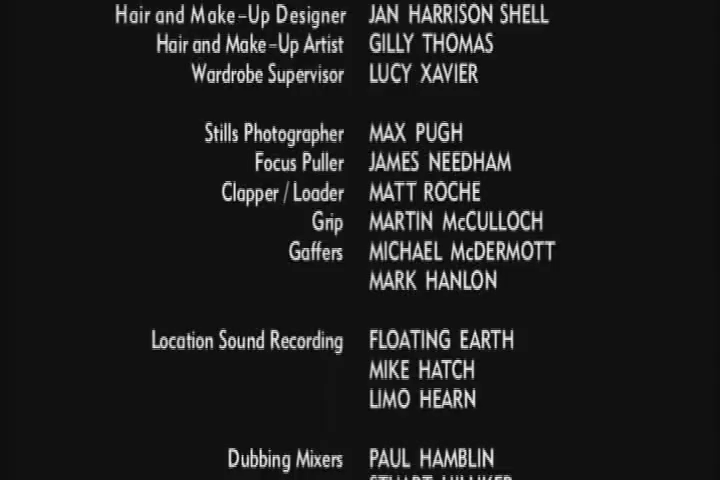 Hair and Make-Up Designer JAN HARRISON SHELL
Hair and Make-Up Artist GILLY THOMAS
Wardrobe Supervisor LUCY XAVIER
Stills Photographer MAX PUGH
Focus Puller JAMES NEEDHAM
Clapper / Loader MATT ROCHE
Grip MARTIN McCULLOCH
Gaffers MICHAEL McDERMOTT
MARK HANLON
Location Sound Recording FLOATING EARTH
MIKE HATCH
LIMO HEARN
Dubbing Mixers PAUL HAMBLIN